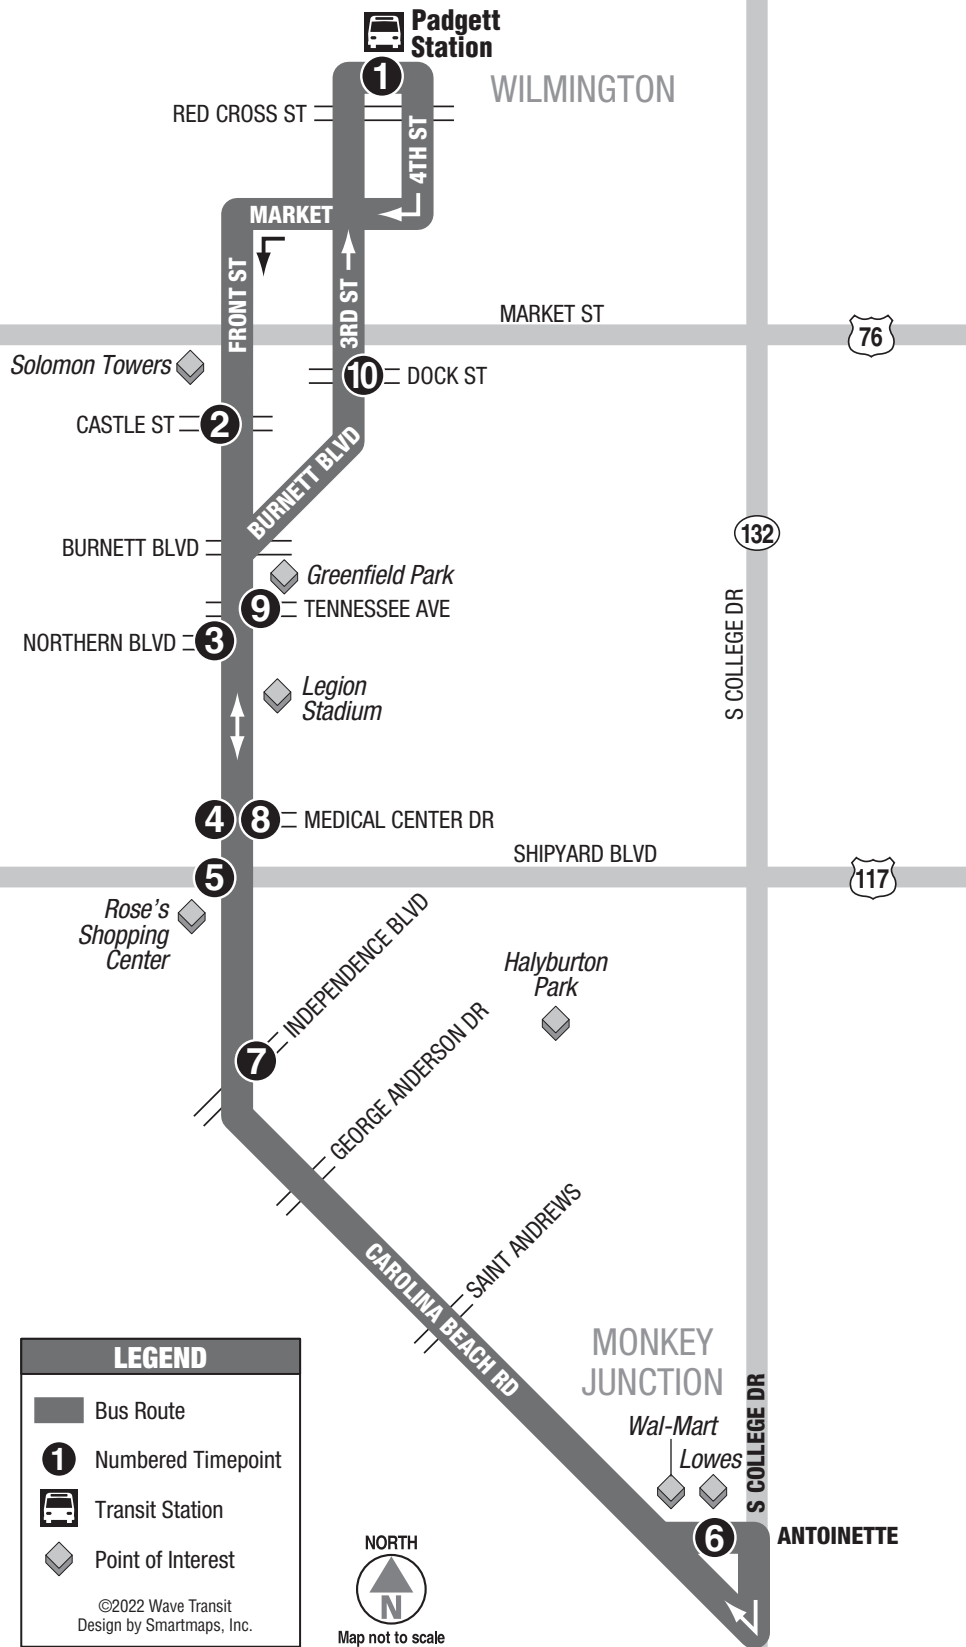 Padgett
Station
1
WILMINGTON
RED CROSS ST
4TH ST
MARKET
FRONT ST
3RD ST
MARKET ST
76
Solomon Towers
10
DOCK ST
CASTLE ST
2
BURNETT BLVD
BURNETT BLVD
132
Greenfield Park
9
TENNESSEE AVE
NORTHERN BLVD
3
S COLLEGE DR
Legion
Stadium
4
8
MEDICAL CENTER DR
SHIPYARD BLVD
5
117
Rose's
Shopping
Center
INDEPENDENCE BLVD
Halyburton
Park
7
GEORGE ANDERSON DR
SAINT ANDREWS
CAROLINA BEACH RD
MONKEY
JUNCTION
Wal-Mart
Lowes
S COLLEGE DR
6
ANTOINETTE
LEGEND
Bus Route
1
Numbered Timepoint
Transit Station
Point of Interest
©2022 Wave Transit
Design by Smartmaps, Inc.
NORTH
N
Map not to scale